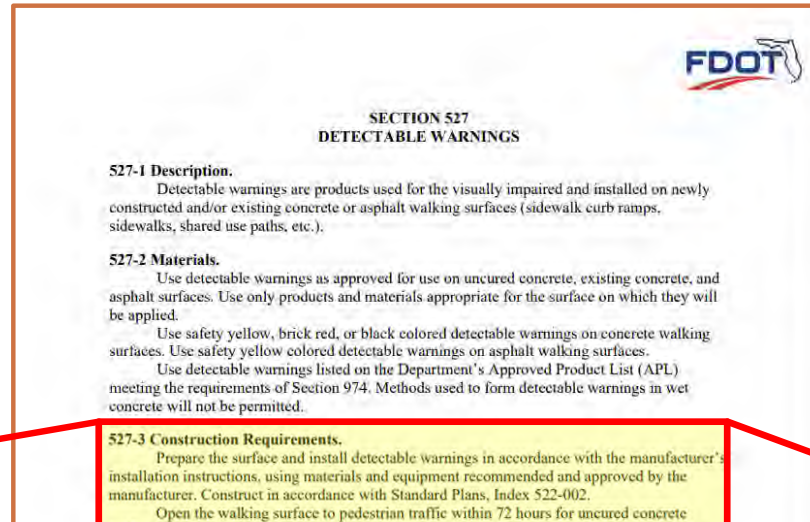 FDOT
SECTION 527
DETECTABLE WARNINGS
527-1 Description.
Detectable warnings are products used for the visually impaired and installed on newly
constructed and/or existing concrete or asphalt walking surfaces (sidewalk curb ramps,
sidewalks, shared use paths, etc.).
527-2 Materials.
Use detectable warnings as approved for use on uncured concrete, existing concrete, and
asphalt surfaces. Use only products and materials appropriate for the surface on which they will
be applied.
Use safety yellow, brick red, or black colored detectable warnings on concrete walking
surfaces. Use safety yellow colored detectable warnings on asphalt walking surfaces.
Use detectable warnings listed on the Department's Approved Product List (APL)
meeting the requirements of Section 974. Methods used to form detectable warnings in wet
concrete will not be permitted.
527-3 Construction Requirements.
Prepare the surface and install detectable warnings in accordance with the manufacturer's
installation instructions, using materials and equipment recommended and approved by the
manufacturer. Construct in accordance with Standard Plans, Index 522-002.
Open the walking surface to pedestrian traffic within 72 hours for uncured concrete